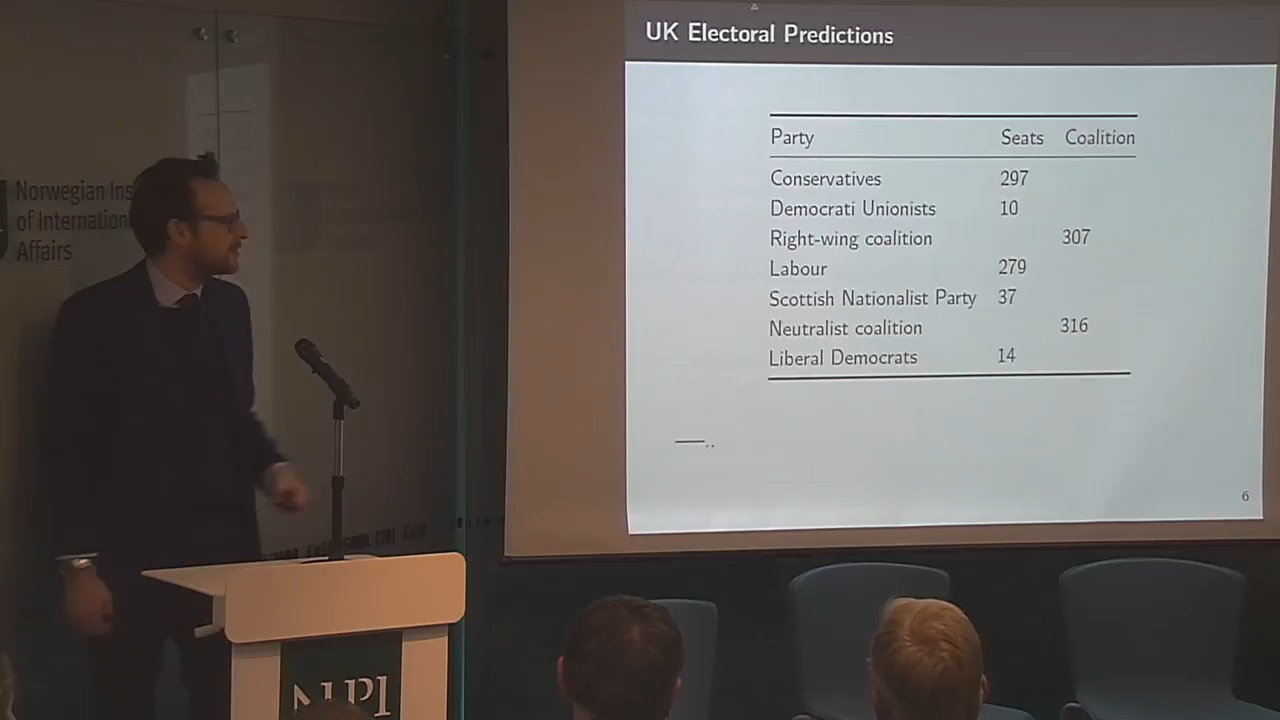 UK Electoral Predictions
Party Seats Coalition
Conservatives 297
Democrati Unionists 10
Right-wing coalition 307
Labour 279
Scottish Nationalist Party 37
Neutralist coalition 316
Liberal Democrats 14
6
Norwegian Ins
of Internation
Affairs